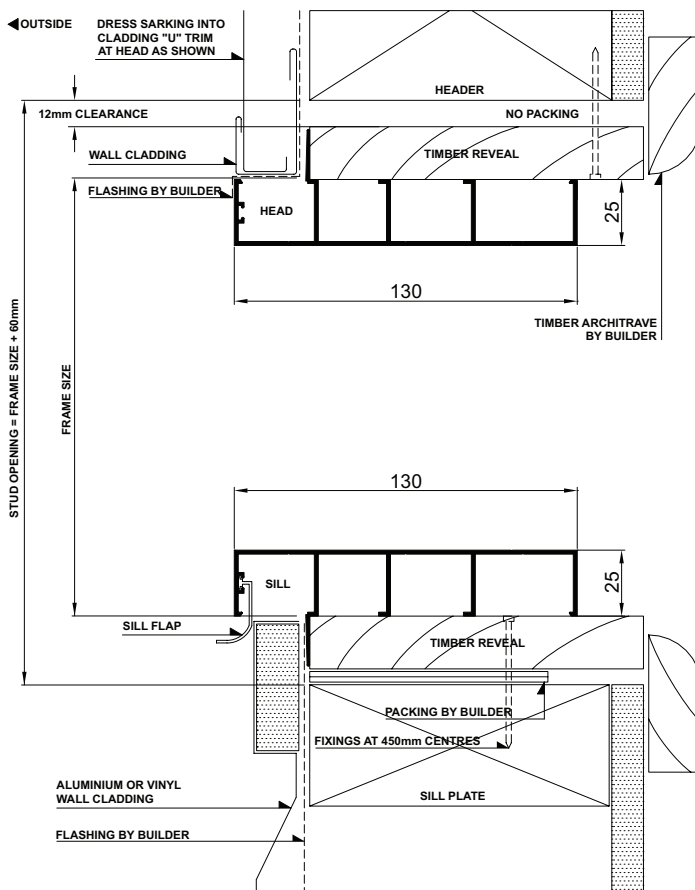 OUTSIDE
DRESS SARKING INTO
CLADDING "U" TRIM
AT HEAD AS SHOWN
HEADER
12mm CLEARANCE
NO PACKING
WALL CLADDING
TIMBER REVEAL
FLASHING BY BUILDER
HEAD
25
130
TIMBER ARCHITRAVE
BY BUILDER
STUD OPENING = FRAME SIZE + 60mm
FRAME SIZE
130
SILL
25
SILL FLAP
TIMBER REVEAL
PACKING BY BUILDER
FIXINGS AT 450mm CENTRES
ALUMINIUM OR VINYL
WALL CLADDING
SILL PLATE
FLASHING BY BUILDER